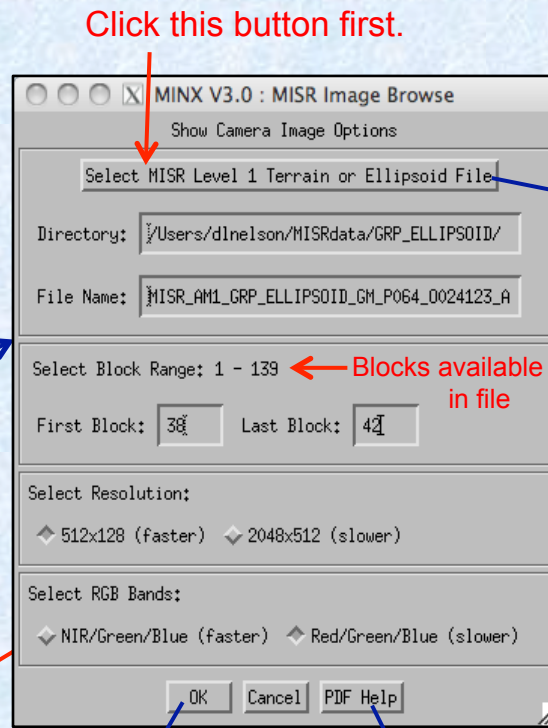 Click this button first.
MINX V3.0 : MISR Image Browse
Show Camera Image Options
Select MISR Level 1 Terrain or Ellipsoid File
Directory: /Users/dlnelson/MISRdata/GRP_ELLIPSOID/
File Name: MISR_AM1_GRP_ELLIPSOID_GM_P064_O024123_A
Select Block Range: 1 - 139 Blocks available
in file
First Block: 38 Last Block: 42
Select Resolution:
512x128 (faster) 2048x512 (slower)
Select RGB Bands:
NIR/Green/Blue (faster) Red/Green/Blue (slower)
OK Cancel PDF Help